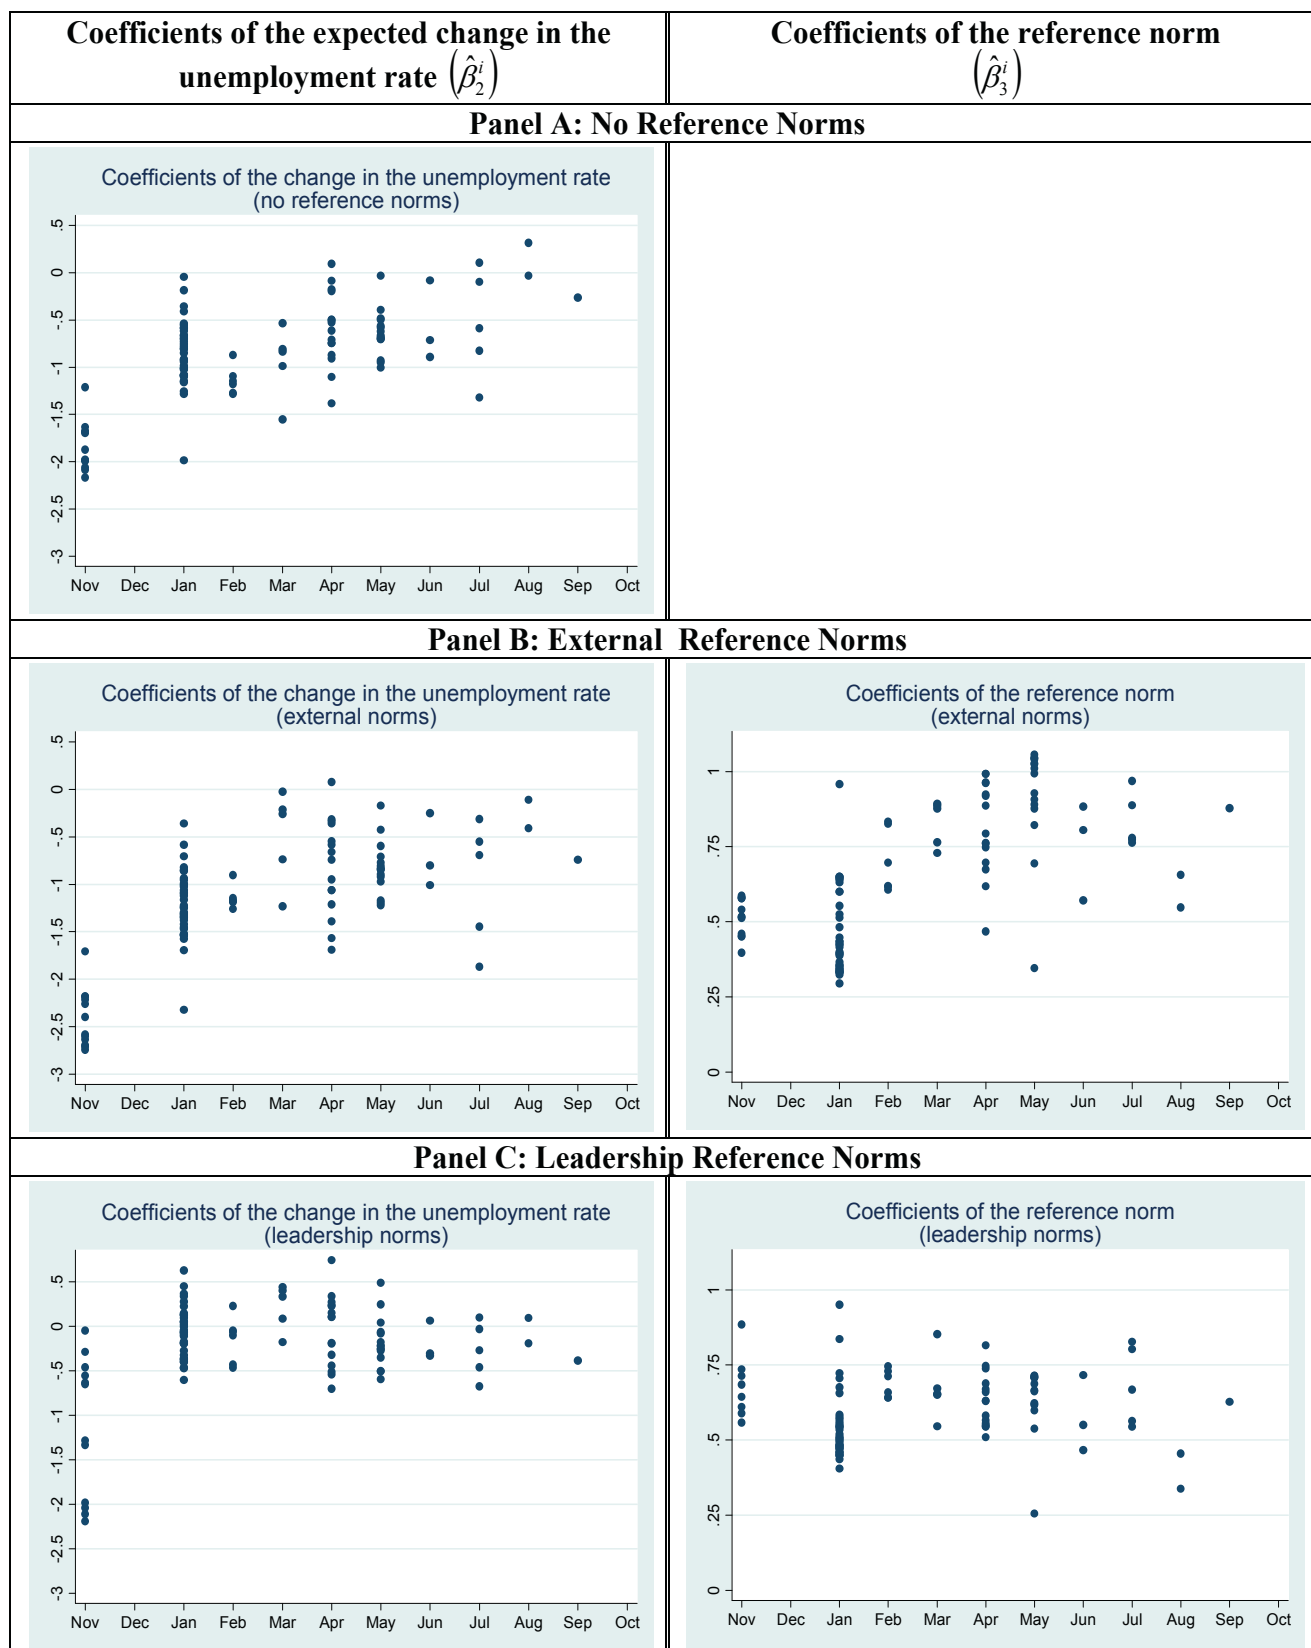 Coefficients of the expected change in the
unemployment rate (β̂₂ⁱ)
Coefficients of the reference norm
(β̂₃ⁱ)
Panel A: No Reference Norms
Coefficients of the change in the unemployment rate
(no reference norms)
.5
0
-.5
-1
-1.5
-2
-2.5
-3
Nov Dec Jan Feb Mar Apr May Jun Jul Aug Sep Oct
Panel B: External Reference Norms
Coefficients of the change in the unemployment rate
(external norms)
.5
0
-.5
-1
-1.5
-2
-2.5
-3
Nov Dec Jan Feb Mar Apr May Jun Jul Aug Sep Oct
Coefficients of the reference norm
(external norms)
1
.75
.5
.25
0
Nov Dec Jan Feb Mar Apr May Jun Jul Aug Sep Oct
Panel C: Leadership Reference Norms
Coefficients of the change in the unemployment rate
(leadership norms)
.5
0
-.5
-1
-1.5
-2
-2.5
-3
Nov Dec Jan Feb Mar Apr May Jun Jul Aug Sep Oct
Coefficients of the reference norm
(leadership norms)
1
.75
.5
.25
0
Nov Dec Jan Feb Mar Apr May Jun Jul Aug Sep Oct